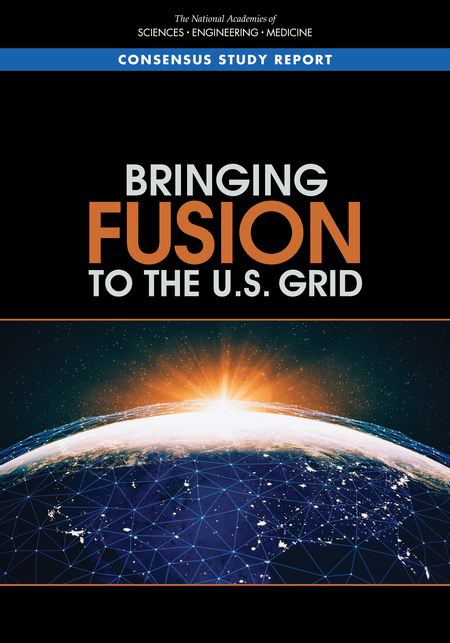 The National Academies of
SCIENCES · ENGINEERING · MEDICINE
CONSENSUS STUDY REPORT
BRINGING
FUSION
TO THE U.S. GRID